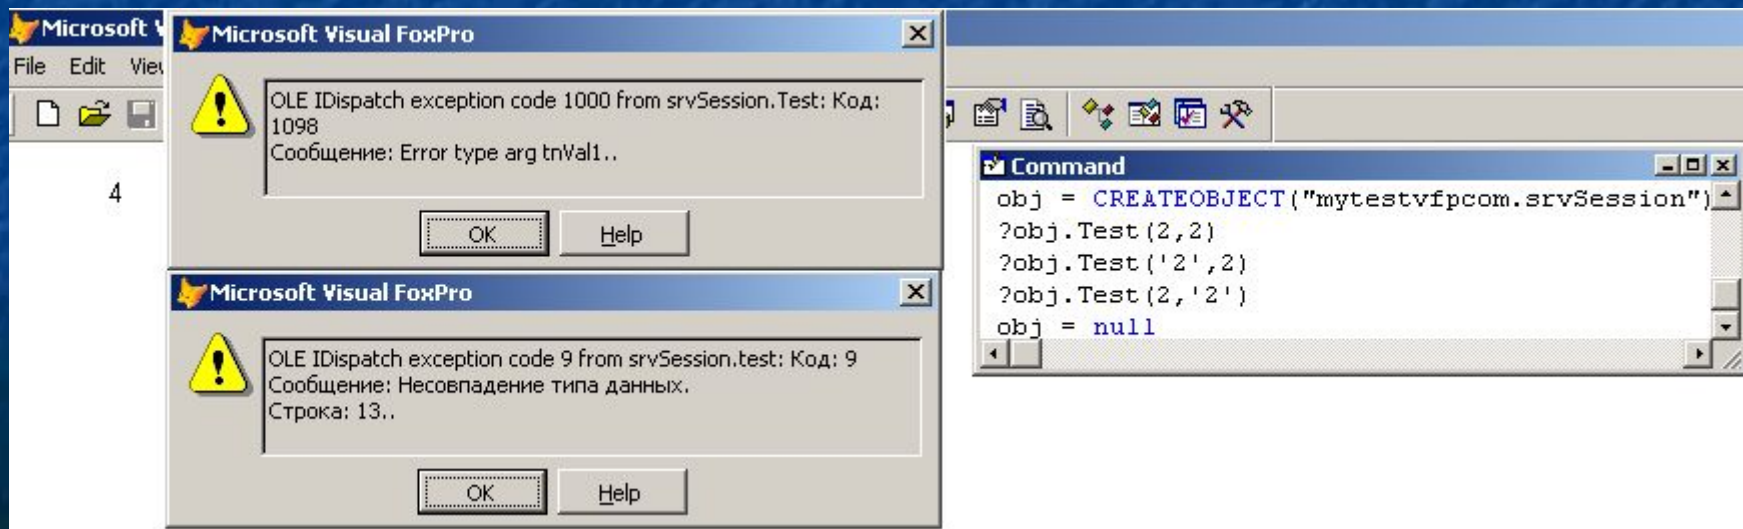 Microsoft V
File Edit View
4
Microsoft Visual FoxPro
OLE IDispatch exception code 1000 from srvSession.Test: Код:
1098
Сообщение: Error type arg tnVal1..
OK Help
Microsoft Visual FoxPro
OLE IDispatch exception code 9 from srvSession.test: Код: 9
Сообщение: Несовпадение типа данных.
Строка: 13..
OK Help
Command
obj = CREATEOBJECT("mytestvfpcom.srvSession")
?obj.Test(2,2)
?obj.Test('2',2)
?obj.Test(2,'2')
obj = null